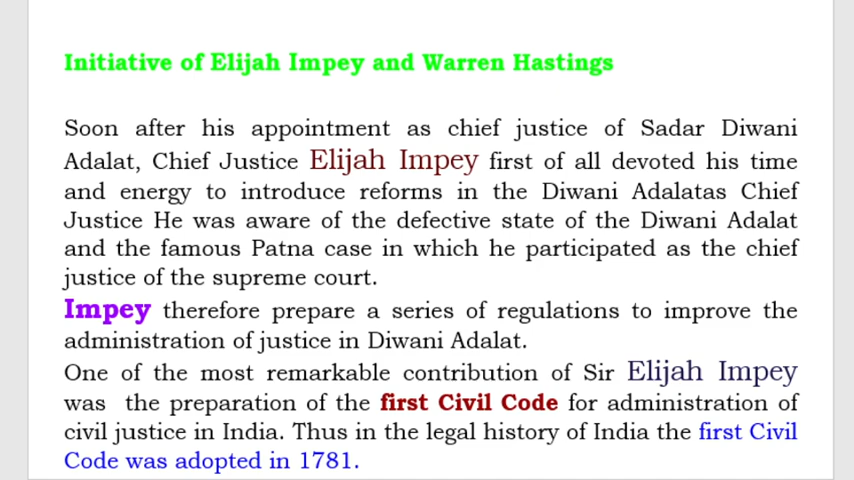 Initiative of Elijah Impey and Warren Hastings
Soon after his appointment as chief justice of Sadar Diwani
Adalat, Chief Justice Elijah Impey first of all devoted his time
and energy to introduce reforms in the Diwani Adalatas Chief
Justice He was aware of the defective state of the Diwani Adalat
and the famous Patna case in which he participated as the chief
justice of the supreme court.
Impey therefore prepare a series of regulations to improve the
administration of justice in Diwani Adalat.
One of the most remarkable contribution of Sir Elijah Impey
was the preparation of the first Civil Code for administration of
civil justice in India. Thus in the legal history of India the first Civil
Code was adopted in 1781.